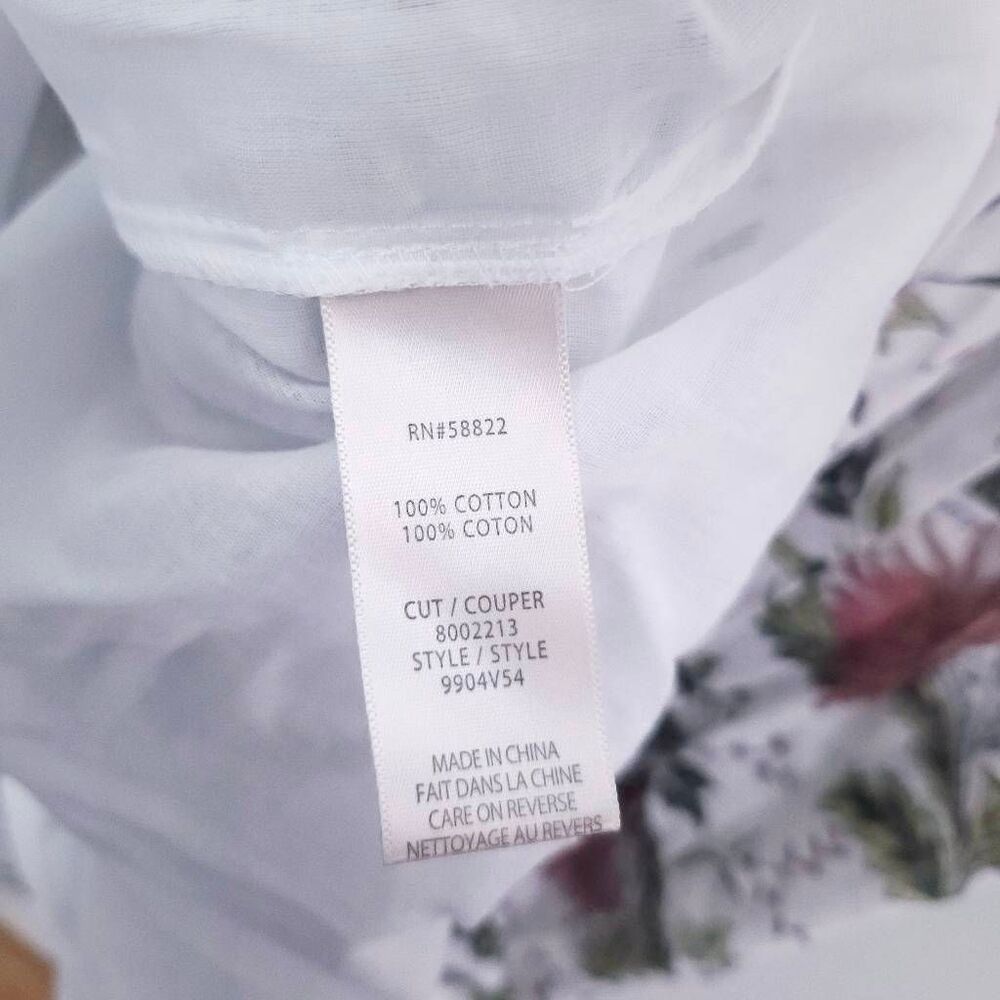 RN#58822
100% COTTON
100% COTON
CUT / COUPER
8002213
STYLE / STYLE
9904V54
MADE IN CHINA
FAIT DANS LA CHINE
CARE ON REVERSE
NETTOYAGE AU REVERS